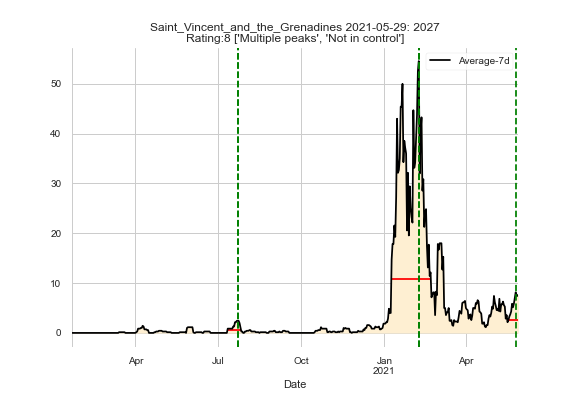 Saint_Vincent_and_the_Grenadines 2021-05-29: 2027
Rating:8 ['Multiple peaks', 'Not in control']
Average-7d
50
40
30
20
10
0
Apr
Jul
Oct
Jan
2021
Apr
Date